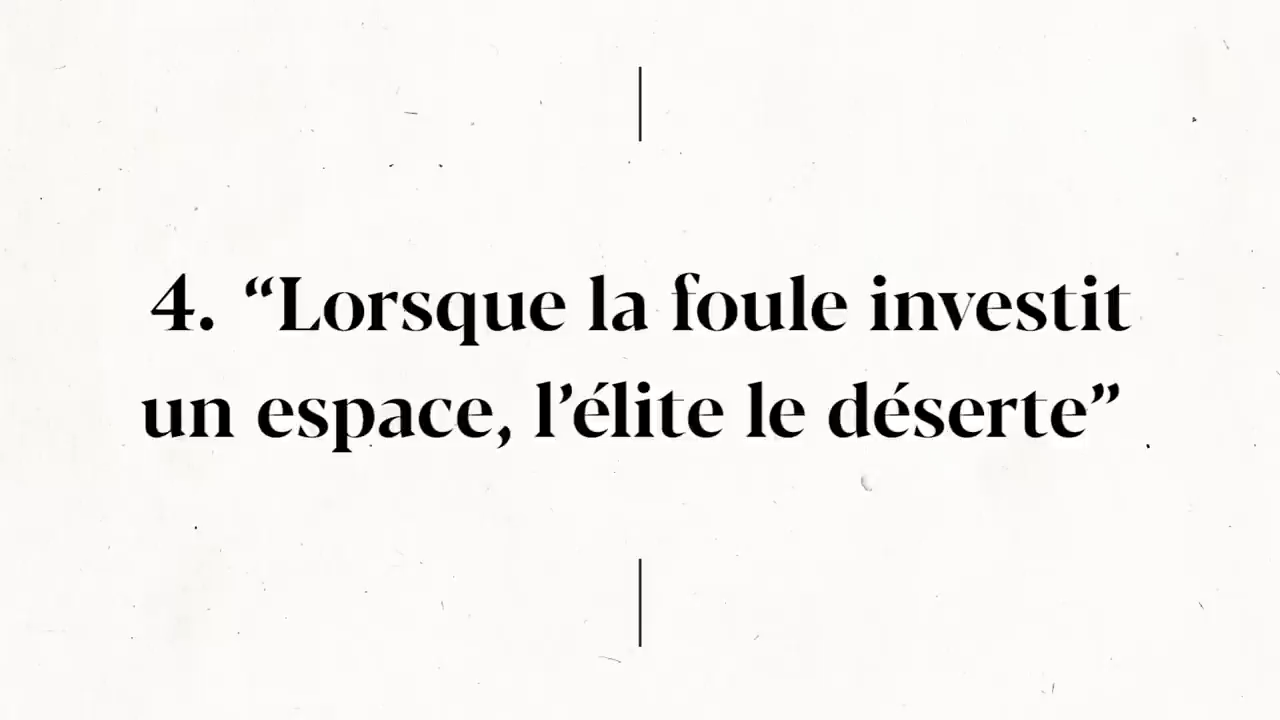 4. “Lorsque la foule investit
un espace, l’élite le déserte”